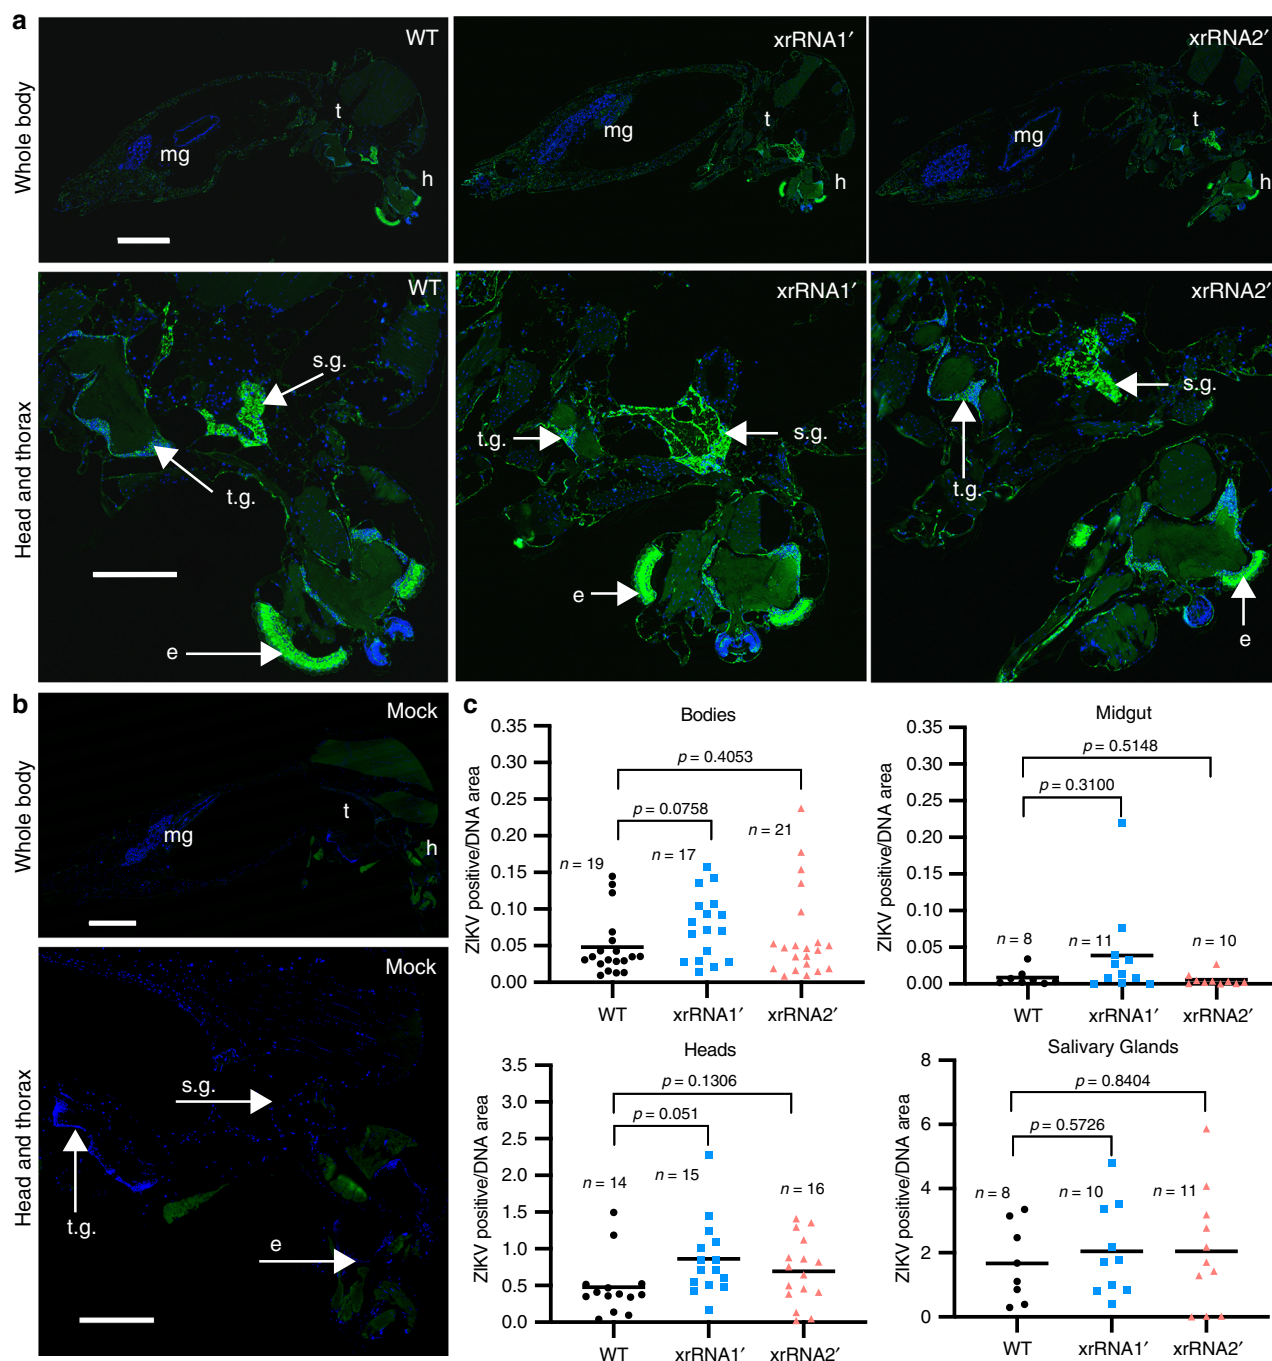 a
Whole body
WT
t
mg
h
xrRNA1′
t
mg
h
xrRNA2′
t
mg
h
Head and thorax
WT
s.g.
t.g.
e
xrRNA1′
t.g.
s.g.
e
xrRNA2′
s.g.
t.g.
e
b
Whole body
Mock
t
mg
h
Head and thorax
Mock
s.g.
t.g.
e
c
Bodies
ZIKV positive/DNA area
0.35
0.30
0.25
0.20
0.15
0.10
0.05
0.00
p = 0.4053
p = 0.0758
n = 19
n = 17
n = 21
WT
xrRNA1′
xrRNA2′
Midgut
ZIKV positive/DNA area
0.35
0.30
0.25
0.20
0.15
0.10
0.05
0.00
p = 0.5148
p = 0.3100
n = 8
n = 11
n = 10
WT
xrRNA1′
xrRNA2′
Heads
ZIKV positive/DNA area
3.5
3.0
2.5
2.0
1.5
1.0
0.5
0.0
p = 0.1306
p = 0.051
n = 14
n = 15
n = 16
WT
xrRNA1′
xrRNA2′
Salivary Glands
ZIKV positive/DNA area
8
6
4
2
0
p = 0.8404
p = 0.5726
n = 8
n = 10
n = 11
WT
xrRNA1′
xrRNA2′